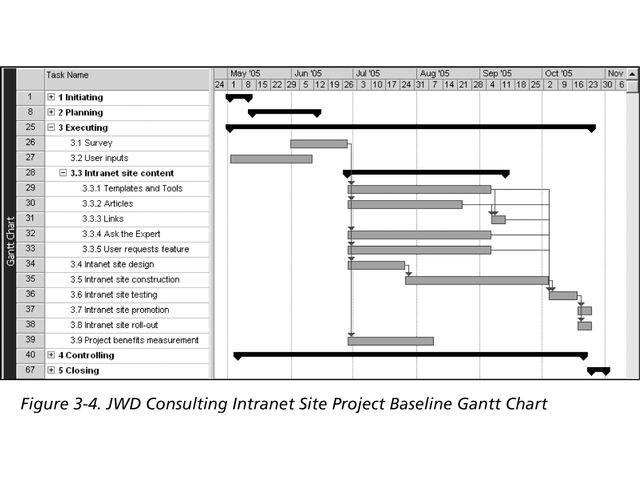 Task Name
May '05 Jun '05 Jul '05 Aug '05 Sep '05 Oct '05 Nov
24 1 8 15 22 29 5 12 19 26 3 10 17 24 31 7 14 21 28 4 11 18 25 2 9 16 23 30 6
Gantt Chart
1 1 Initiating
8 2 Planning
25 3 Executing
26 3.1 Survey
27 3.2 User inputs
28 3.3 Intranet site content
29 3.3.1 Templates and Tools
30 3.3.2 Articles
31 3.3.3 Links
32 3.3.4 Ask the Expert
33 3.3.5 User requests feature
34 3.4 Intanet site design
35 3.5 Intranet site construction
36 3.6 Intranet site testing
37 3.7 Intranet site promotion
38 3.8 Intranet site roll-out
39 3.9 Project benefits measurement
40 4 Controlling
67 5 Closing
Figure 3-4. JWD Consulting Intranet Site Project Baseline Gantt Chart